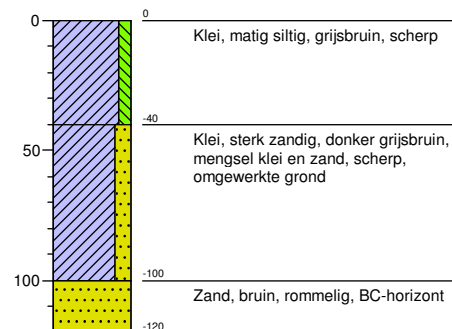 0
0
Klei, matig siltig, grijsbruin, scherp
-40
Klei, sterk zandig, donker grijsbruin,
mengsel klei en zand, scherp,
omgewerkte grond
50
-100
100
Zand, bruin, rommelig, BC-horizont
-120